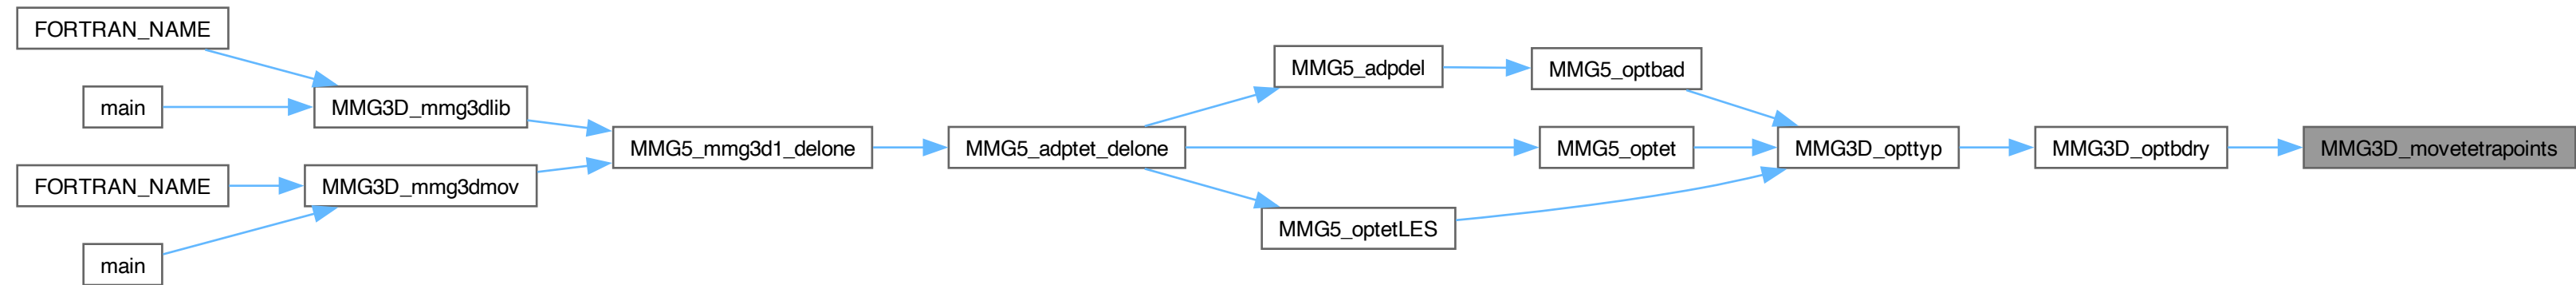 FORTRAN_NAME
main
MMG3D_mmg3dlib
FORTRAN_NAME
MMG3D_mmg3dmov
main
MMG5_mmg3d1_delone
MMG5_adptet_delone
MMG5_adpdel
MMG5_optbad
MMG5_optet
MMG5_optetLES
MMG3D_opttyp
MMG3D_optbdry
MMG3D_movetetrapoints